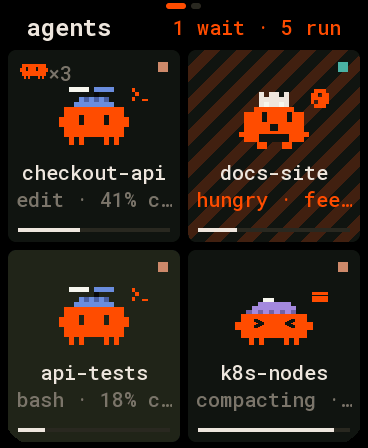 agents 1 wait · 5 run
×3
checkout-api
edit · 41% c…
docs-site
hungry · fee…
api-tests
bash · 18% c…
k8s-nodes
compacting ·…